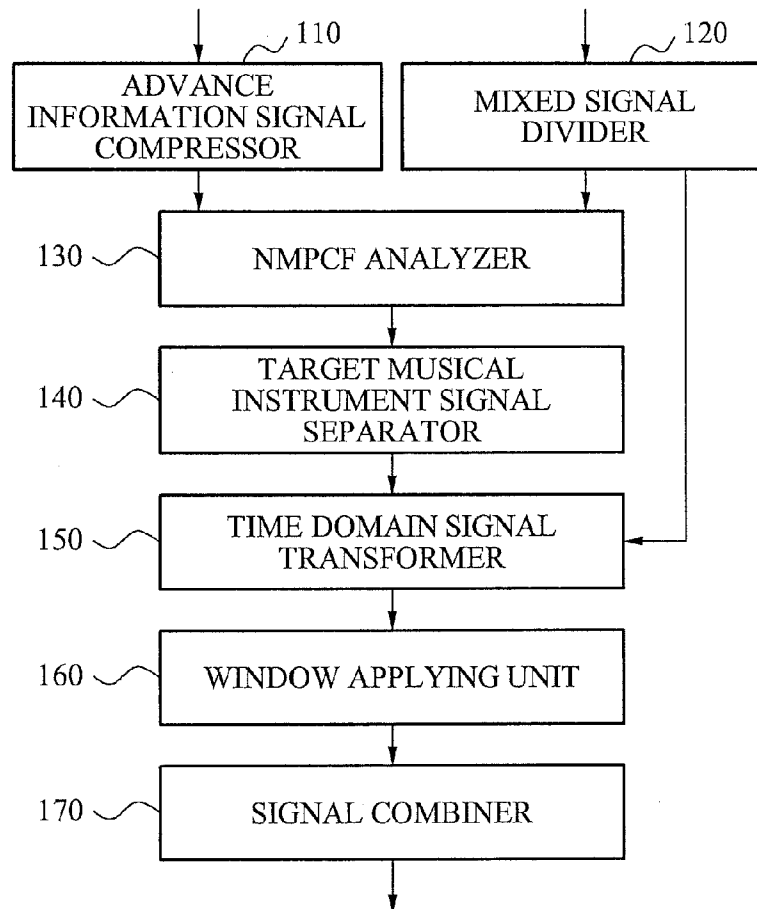 110
120
ADVANCE
INFORMATION SIGNAL
COMPRESSOR
MIXED SIGNAL
DIVIDER
130
NMPCF ANALYZER
140
TARGET MUSICAL
INSTRUMENT SIGNAL
SEPARATOR
150
TIME DOMAIN SIGNAL
TRANSFORMER
160
WINDOW APPLYING UNIT
170
SIGNAL COMBINER